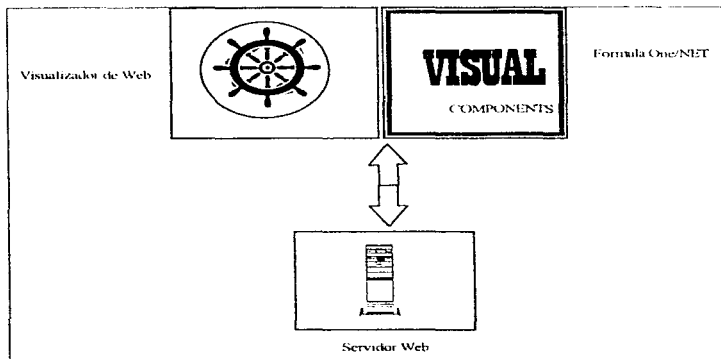 Visualizador de Web
VISUAL
COMPONENTS
Formula One/NET
Servidor Web